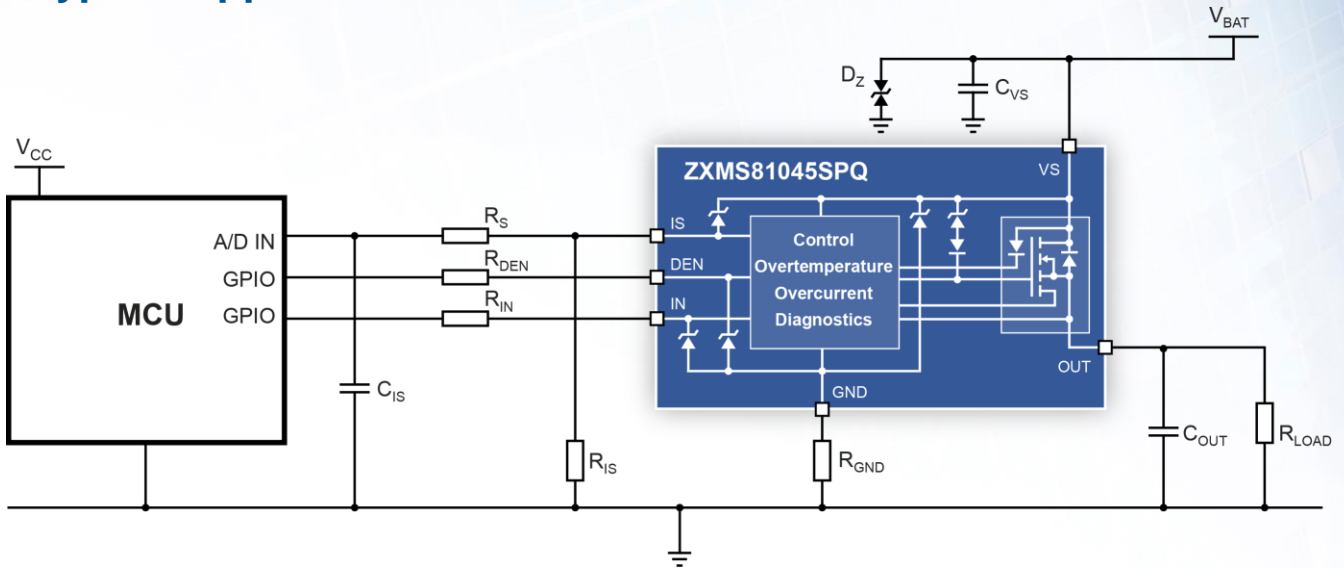 VBAT
DZ
CVS
VCC
ZXMS81045SPQ
VS
A/D IN
RS
IS
Control
GPIO
RDEN
DEN
Overtemperature
MCU
GPIO
RIN
IN
Overcurrent
Diagnostics
OUT
CIS
GND
RIS
RGND
COUT
RLOAD